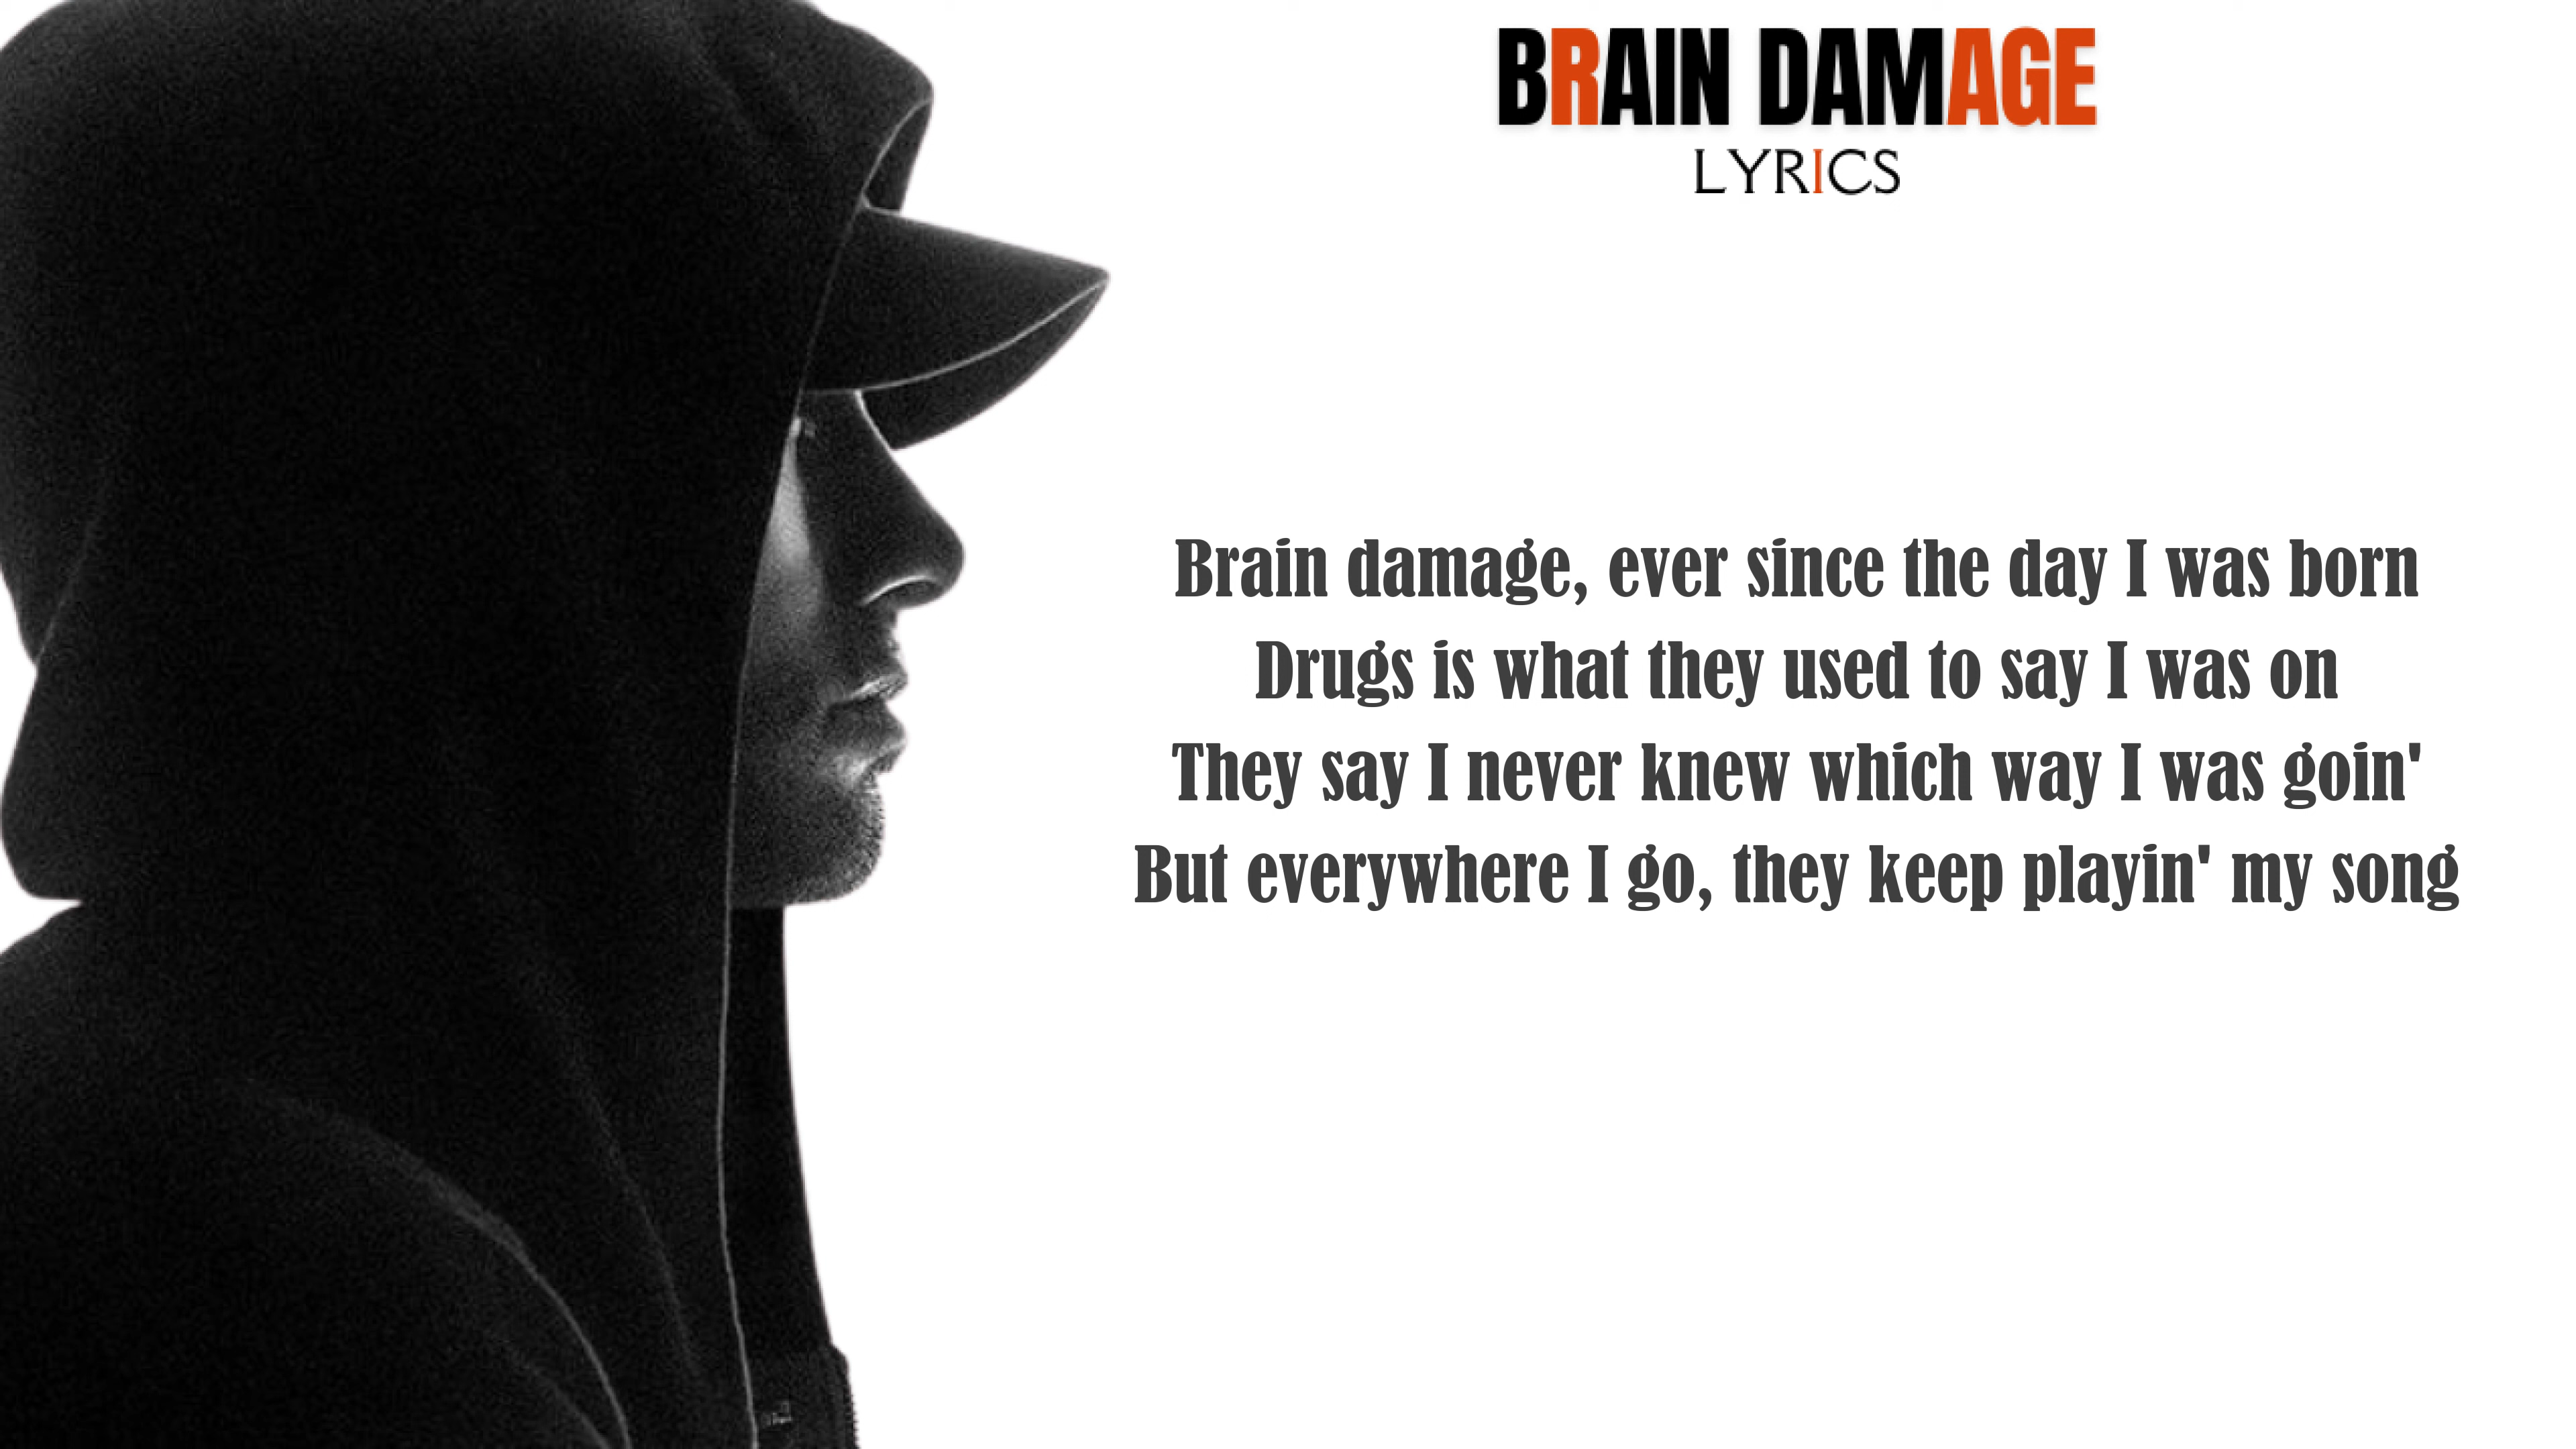 BRAIN DAMAGE
LYRICS
Brain damage, ever since the day I was born
Drugs is what they used to say I was on
They say I never knew which way I was goin'
But everywhere I go, they keep playin' my song